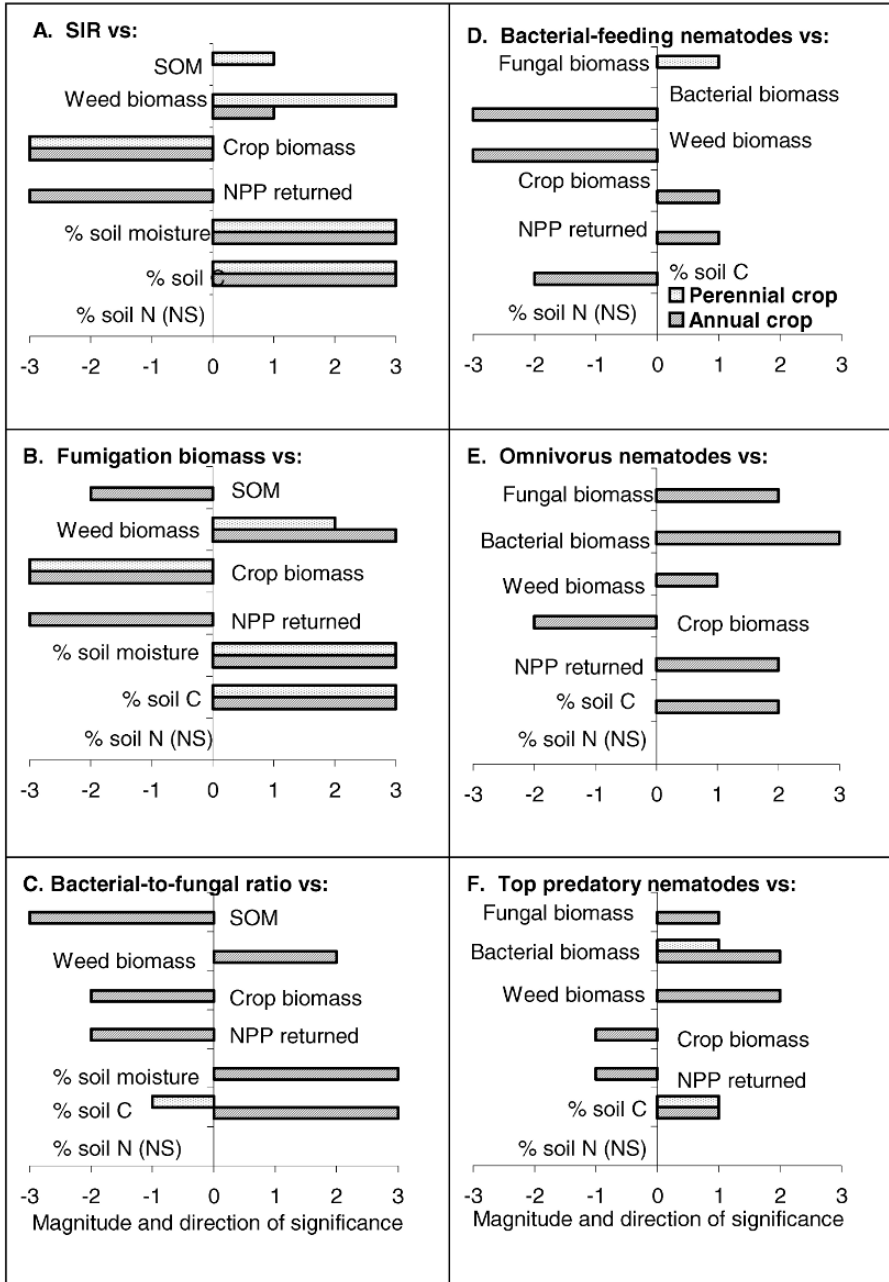 A. SIR vs:
SOM
Weed biomass
Crop biomass
NPP returned
% soil moisture
% soil C
% soil N (NS)
-3 -2 -1 0 1 2 3
B. Fumigation biomass vs:
SOM
Weed biomass
Crop biomass
NPP returned
% soil moisture
% soil C
% soil N (NS)
-3 -2 -1 0 1 2 3
C. Bacterial-to-fungal ratio vs:
SOM
Weed biomass
Crop biomass
NPP returned
% soil moisture
% soil C
% soil N (NS)
-3 -2 -1 0 1 2 3
Magnitude and direction of significance
D. Bacterial-feeding nematodes vs:
Fungal biomass
Bacterial biomass
Weed biomass
Crop biomass
NPP returned
% soil C
Perennial crop
% soil N (NS)
Annual crop
-3 -2 -1 0 1 2 3
E. Omnivorus nematodes vs:
Fungal biomass
Bacterial biomass
Weed biomass
Crop biomass
NPP returned
% soil C
% soil N (NS)
-3 -2 -1 0 1 2 3
F. Top predatory nematodes vs:
Fungal biomass
Bacterial biomass
Weed biomass
Crop biomass
NPP returned
% soil C
% soil N (NS)
-3 -2 -1 0 1 2 3
Magnitude and direction of significance